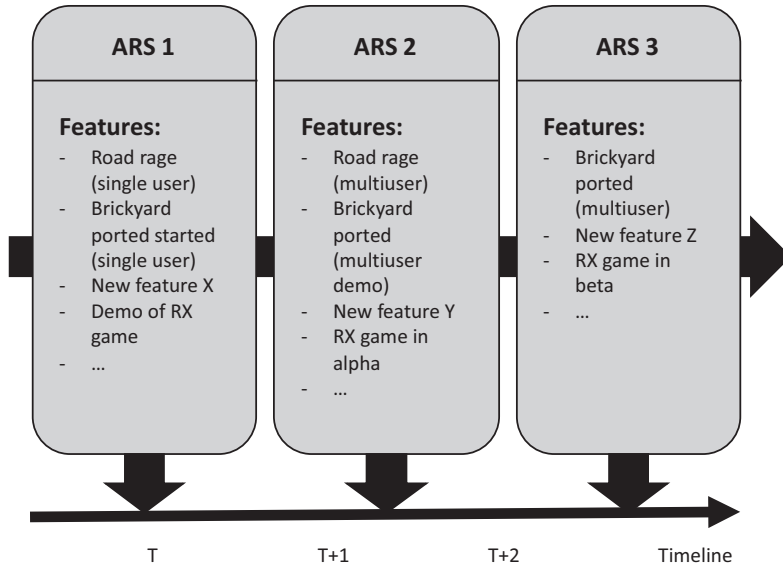 ARS 1
Features:
- Road rage
(single user)
- Brickyard
ported started
(single user)
- New feature X
- Demo of RX
game
- …
ARS 2
Features:
- Road rage
(multiuser)
- Brickyard
ported
(multiuser
demo)
- New feature Y
- RX game in
alpha
- …
ARS 3
Features:
- Brickyard
ported
(multiuser)
- New feature Z
- RX game in
beta
- …
T
T+1
T+2
Timeline